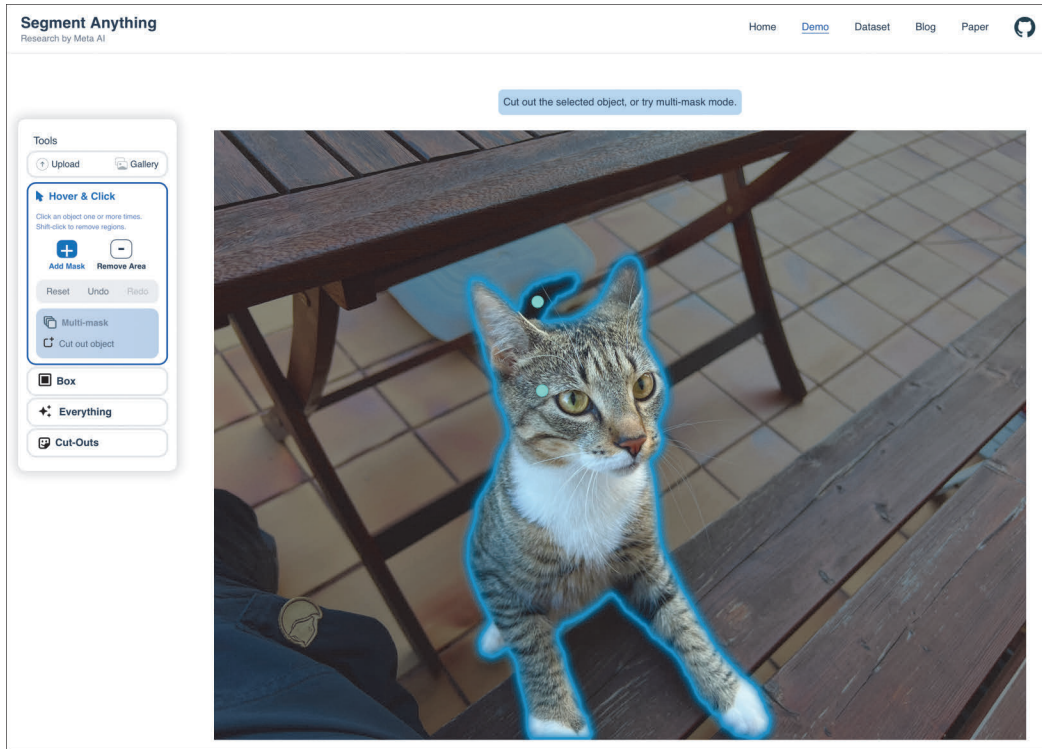 Segment Anything
Research by Meta AI
Home Demo Dataset Blog Paper
Cut out the selected object, or try multi-mask mode.
Tools
Upload Gallery
Hover & Click
Click an object one or more times.
Shift-click to remove regions.
Add Mask Remove Area
Reset Undo Redo
Multi-mask
Cut out object
Box
Everything
Cut-Outs